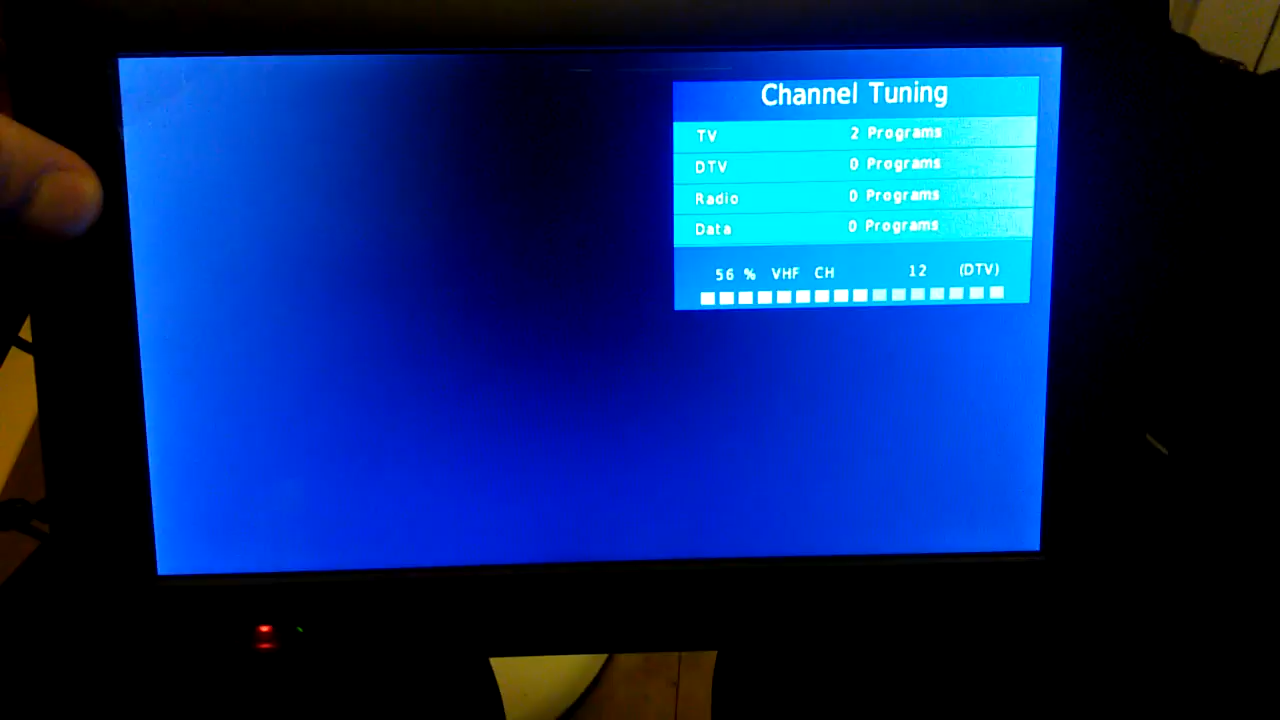 Channel Tuning
TV 2 Programs
DTV 0 Programs
Radio 0 Programs
Data 0 Programs
56 % VHF CH 12 (DTV)